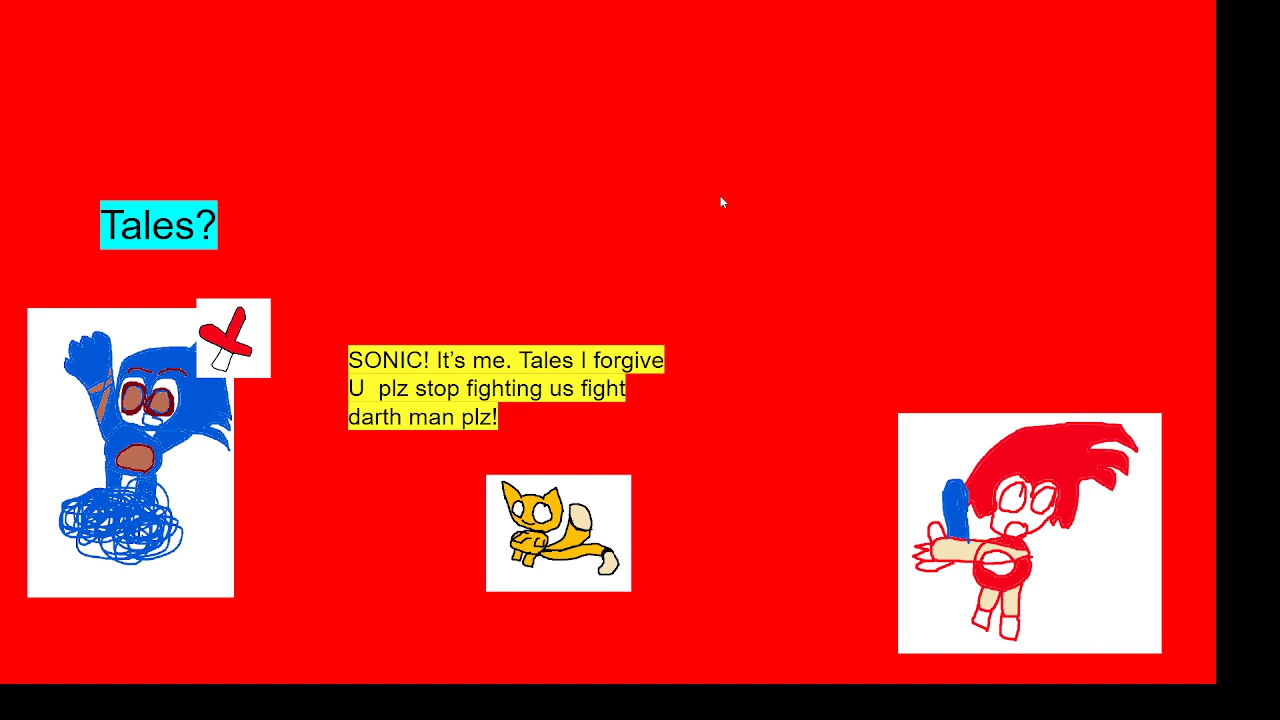 Tales?
SONIC! It’s me. Tales I forgive
U  plz stop fighting us fight
darth man plz!